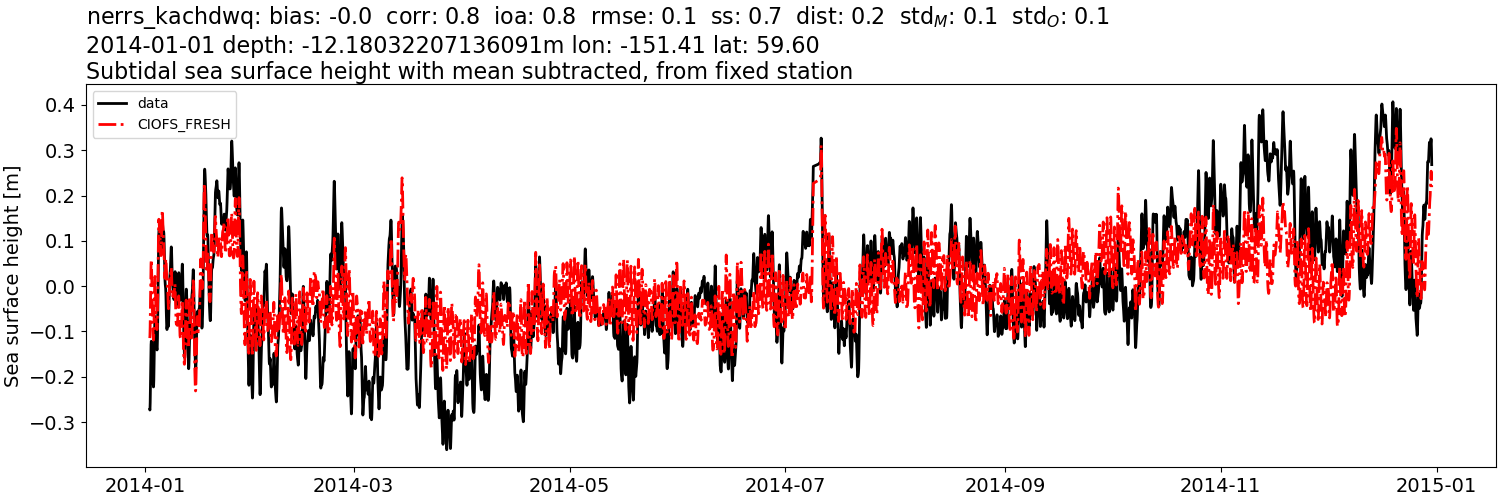 nerrs_kachdwq: bias: -0.0 corr: 0.8 ioa: 0.8 rmse: 0.1 ss: 0.7 dist: 0.2 std_M: 0.1 std_O: 0.1
2014-01-01 depth: -12.18032207136091m lon: -151.41 lat: 59.60
Subtidal sea surface height with mean subtracted, from fixed station
data
CIOFS_FRESH
Sea surface height [m]
0.4
0.3
0.2
0.1
0.0
−0.1
−0.2
−0.3
2014-01 2014-03 2014-05 2014-07 2014-09 2014-11 2015-01